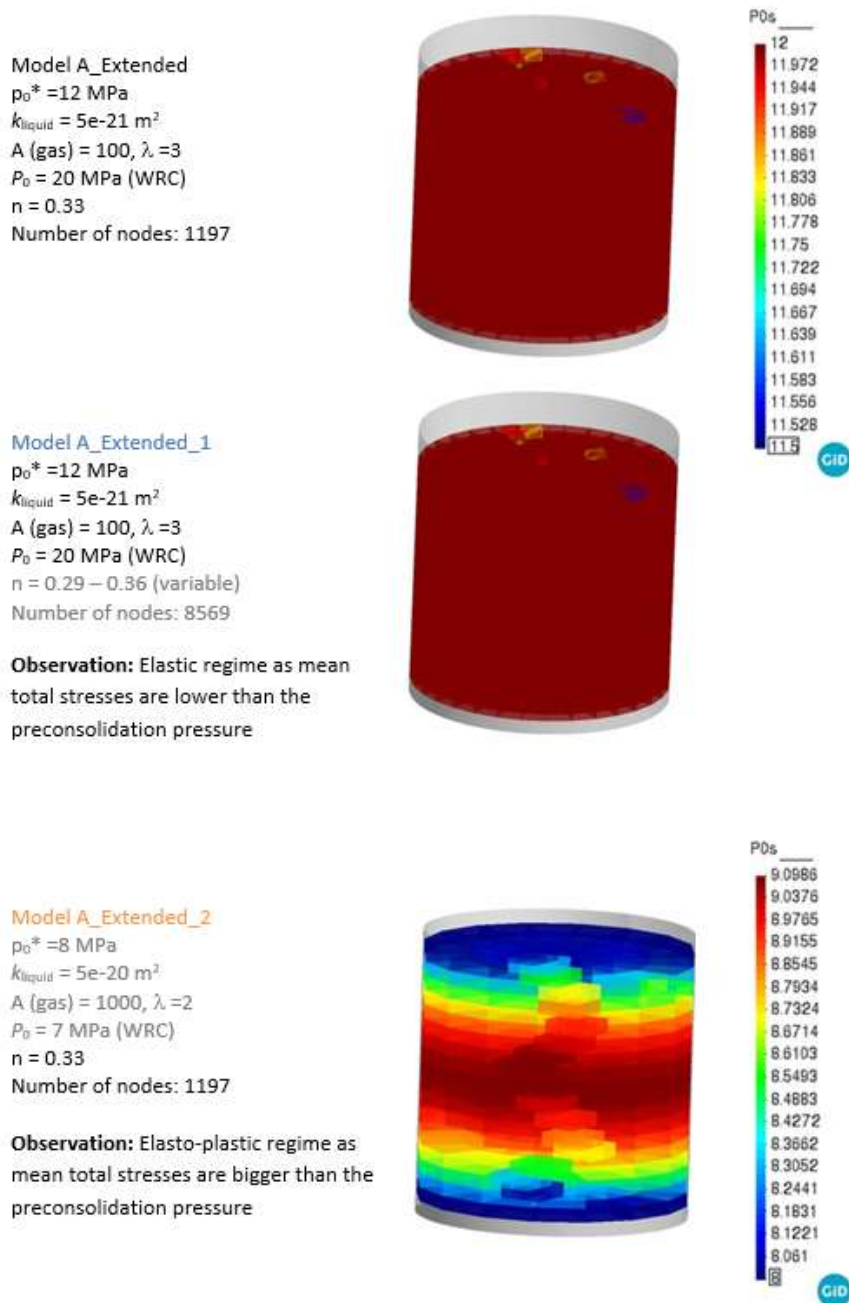 Model A_Extended
p₀* =12 MPa
k_liquid = 5e-21 m²
A (gas) = 100, λ =3
P₀ = 20 MPa (WRC)
n = 0.33
Number of nodes: 1197
P0s
12
11.972
11.944
11.917
11.889
11.861
11.833
11.806
11.778
11.75
11.722
11.694
11.667
11.639
11.611
11.583
11.556
11.528
11.5
GiD
Model A_Extended_1
p₀* =12 MPa
k_liquid = 5e-21 m²
A (gas) = 100, λ =3
P₀ = 20 MPa (WRC)
n = 0.29 – 0.36 (variable)
Number of nodes: 8569
Observation: Elastic regime as mean
total stresses are lower than the
preconsolidation pressure
Model A_Extended_2
p₀* =8 MPa
k_liquid = 5e-20 m²
A (gas) = 1000, λ =2
P₀ = 7 MPa (WRC)
n = 0.33
Number of nodes: 1197
Observation: Elasto-plastic regime as
mean total stresses are bigger than the
preconsolidation pressure
P0s
9.0986
9.0376
8.9765
8.9155
8.8545
8.7934
8.7324
8.6714
8.6103
8.5493
8.4883
8.4272
8.3662
8.3052
8.2441
8.1831
8.1221
8.061
8
GiD